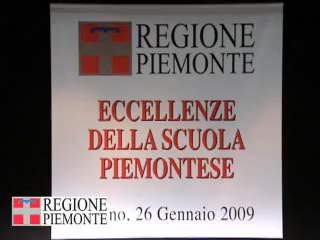 REGIONE
PIEMONTE
ECCELLENZE
DELLA SCUOLA
PIEMONTESE
26 Gennaio 2009
REGIONE
PIEMONTE